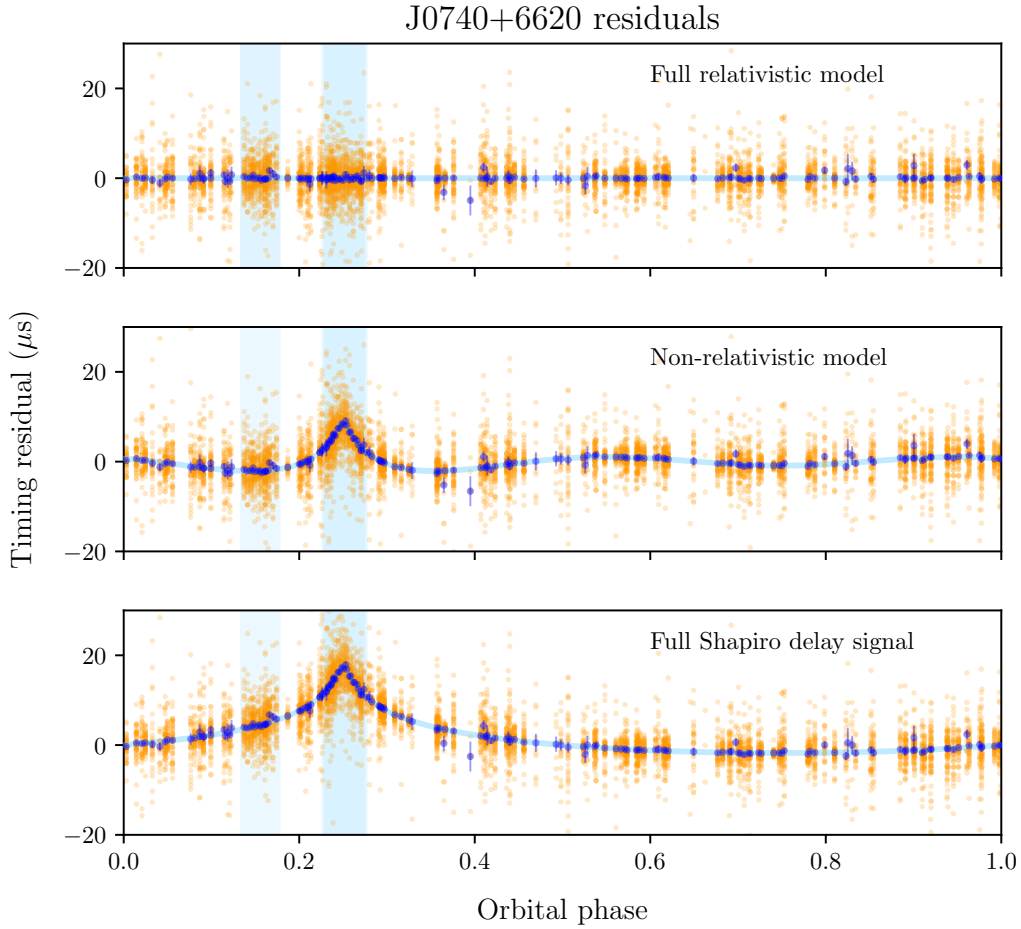 J0740+6620 residuals
Timing residual (μs)
Full relativistic model
20
0
−20
Non-relativistic model
20
0
−20
Full Shapiro delay signal
20
0
−20
0.0 0.2 0.4 0.6 0.8 1.0
Orbital phase